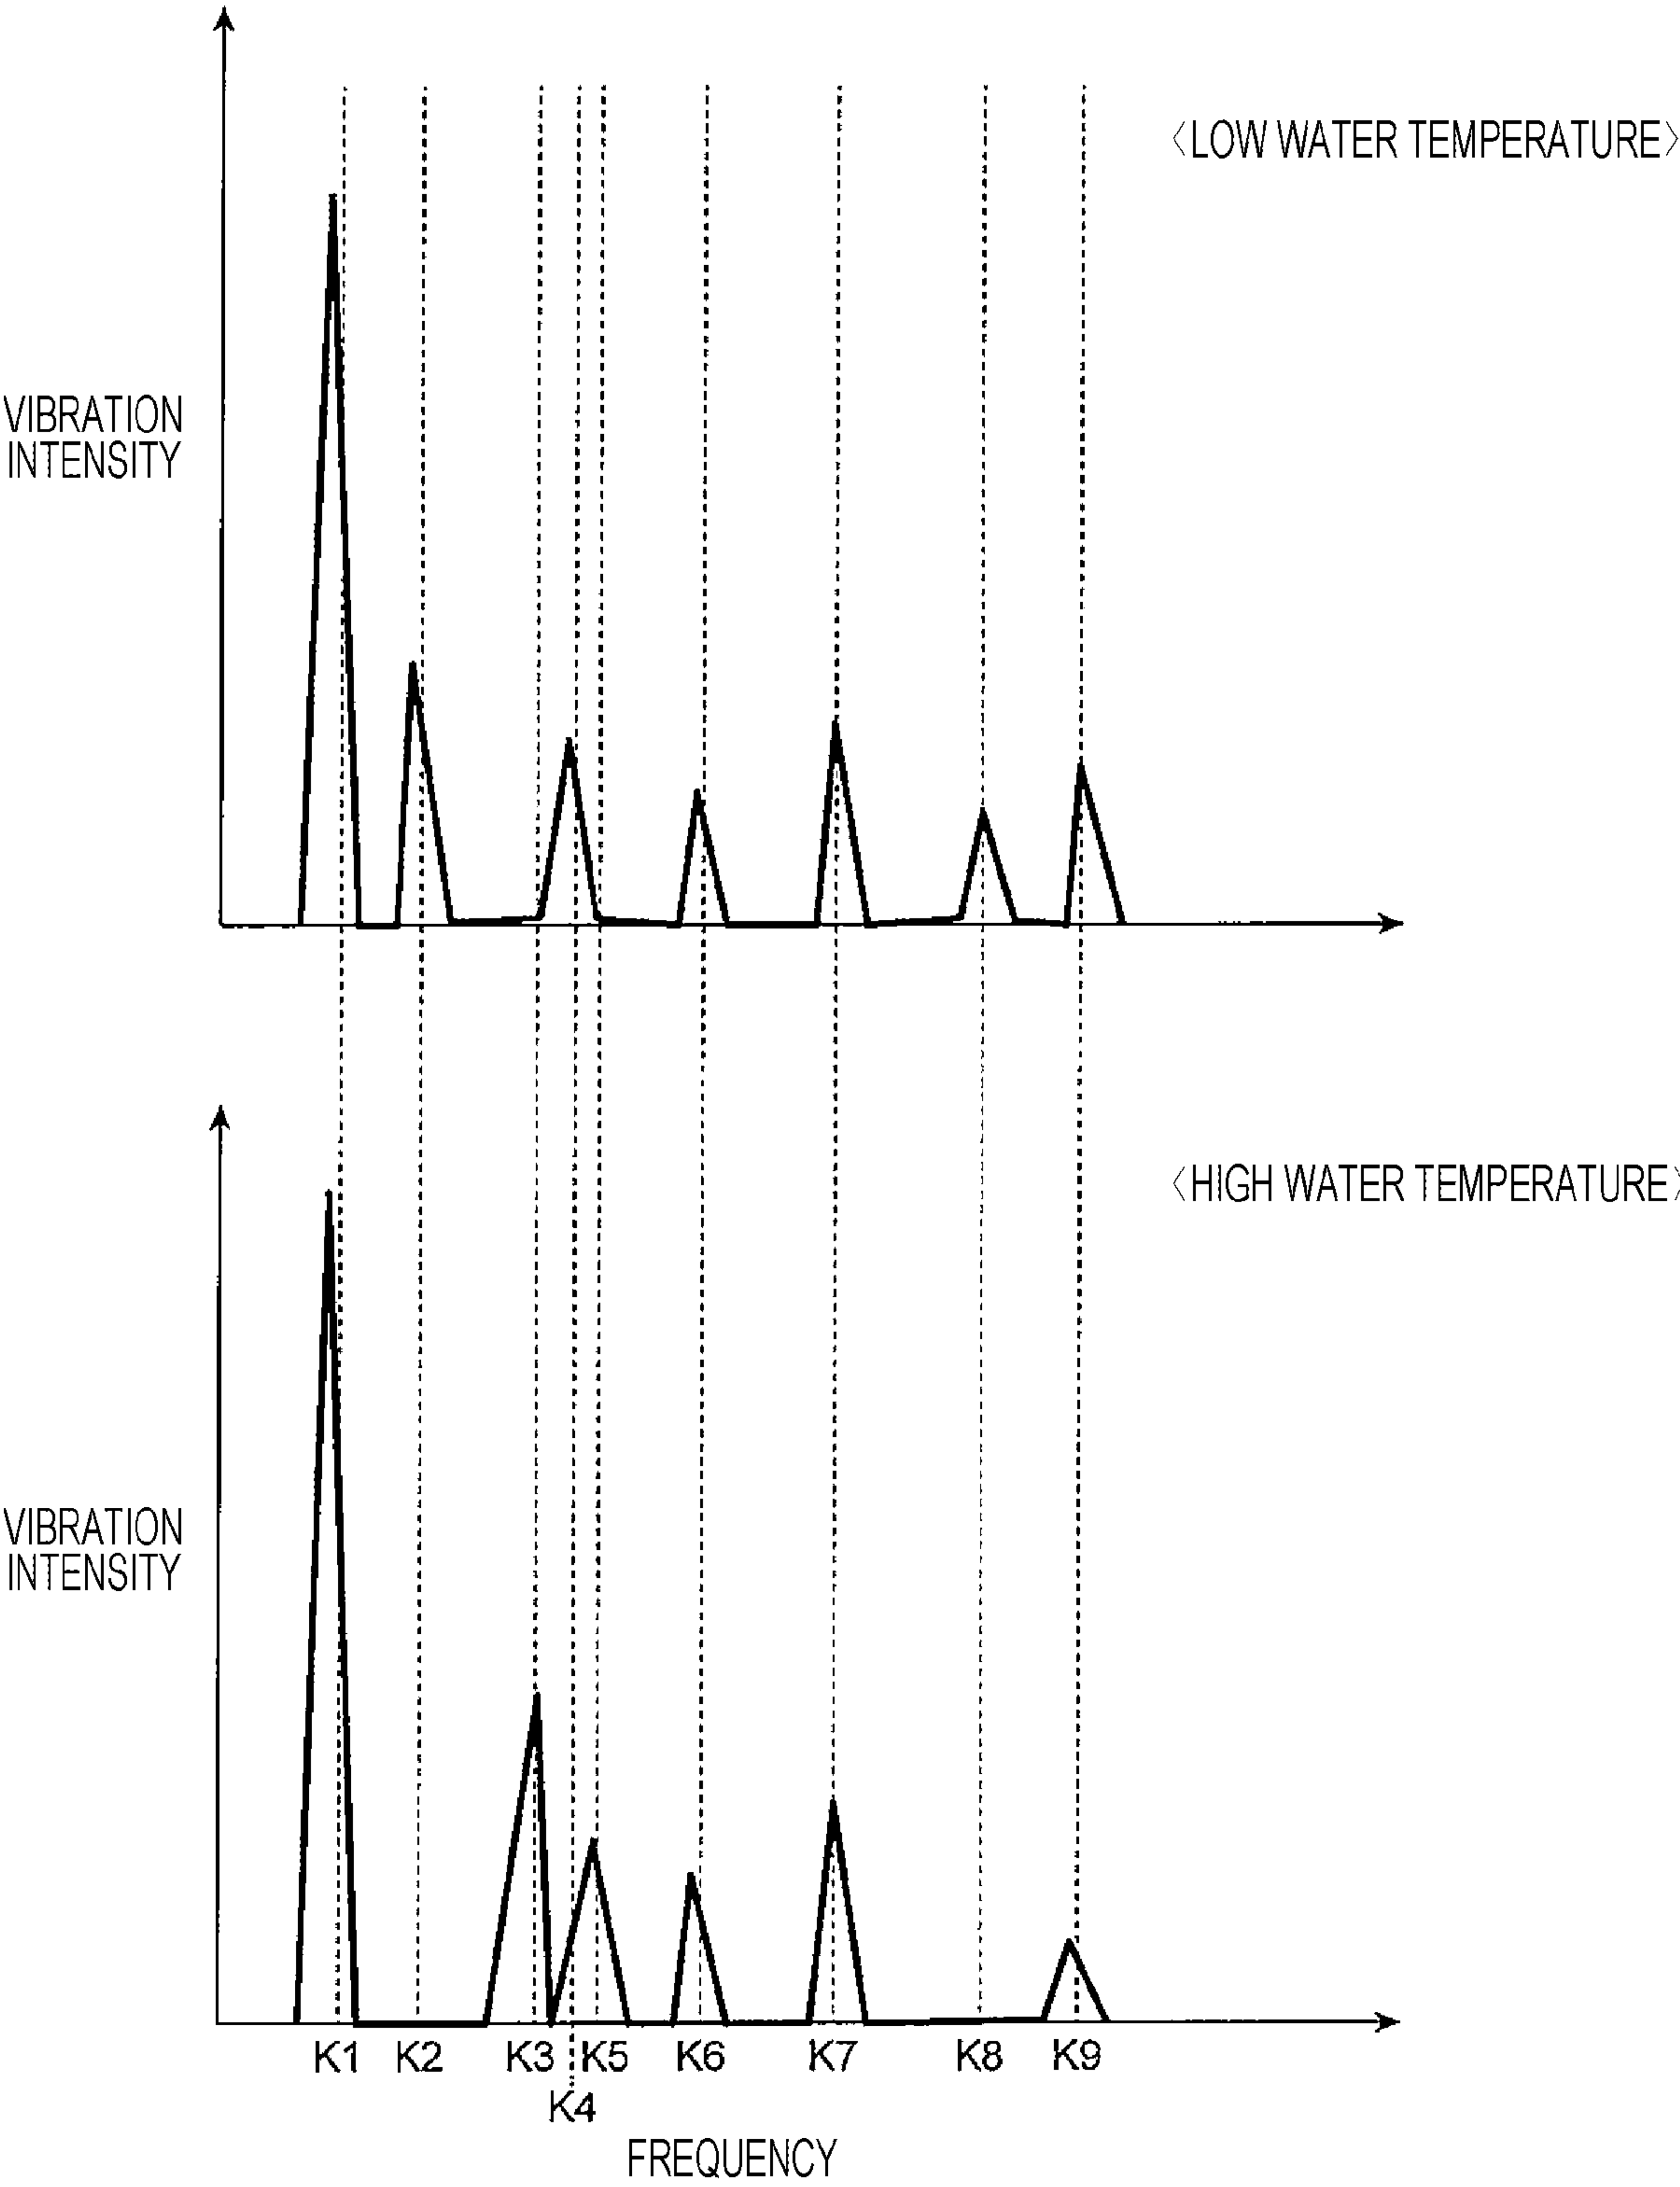 〈LOW WATER TEMPERATURE〉
VIBRATION
INTENSITY
〈HIGH WATER TEMPERATURE〉
VIBRATION
INTENSITY
K1 K2 K3 K5 K6 K7 K8 K9
K4
FREQUENCY